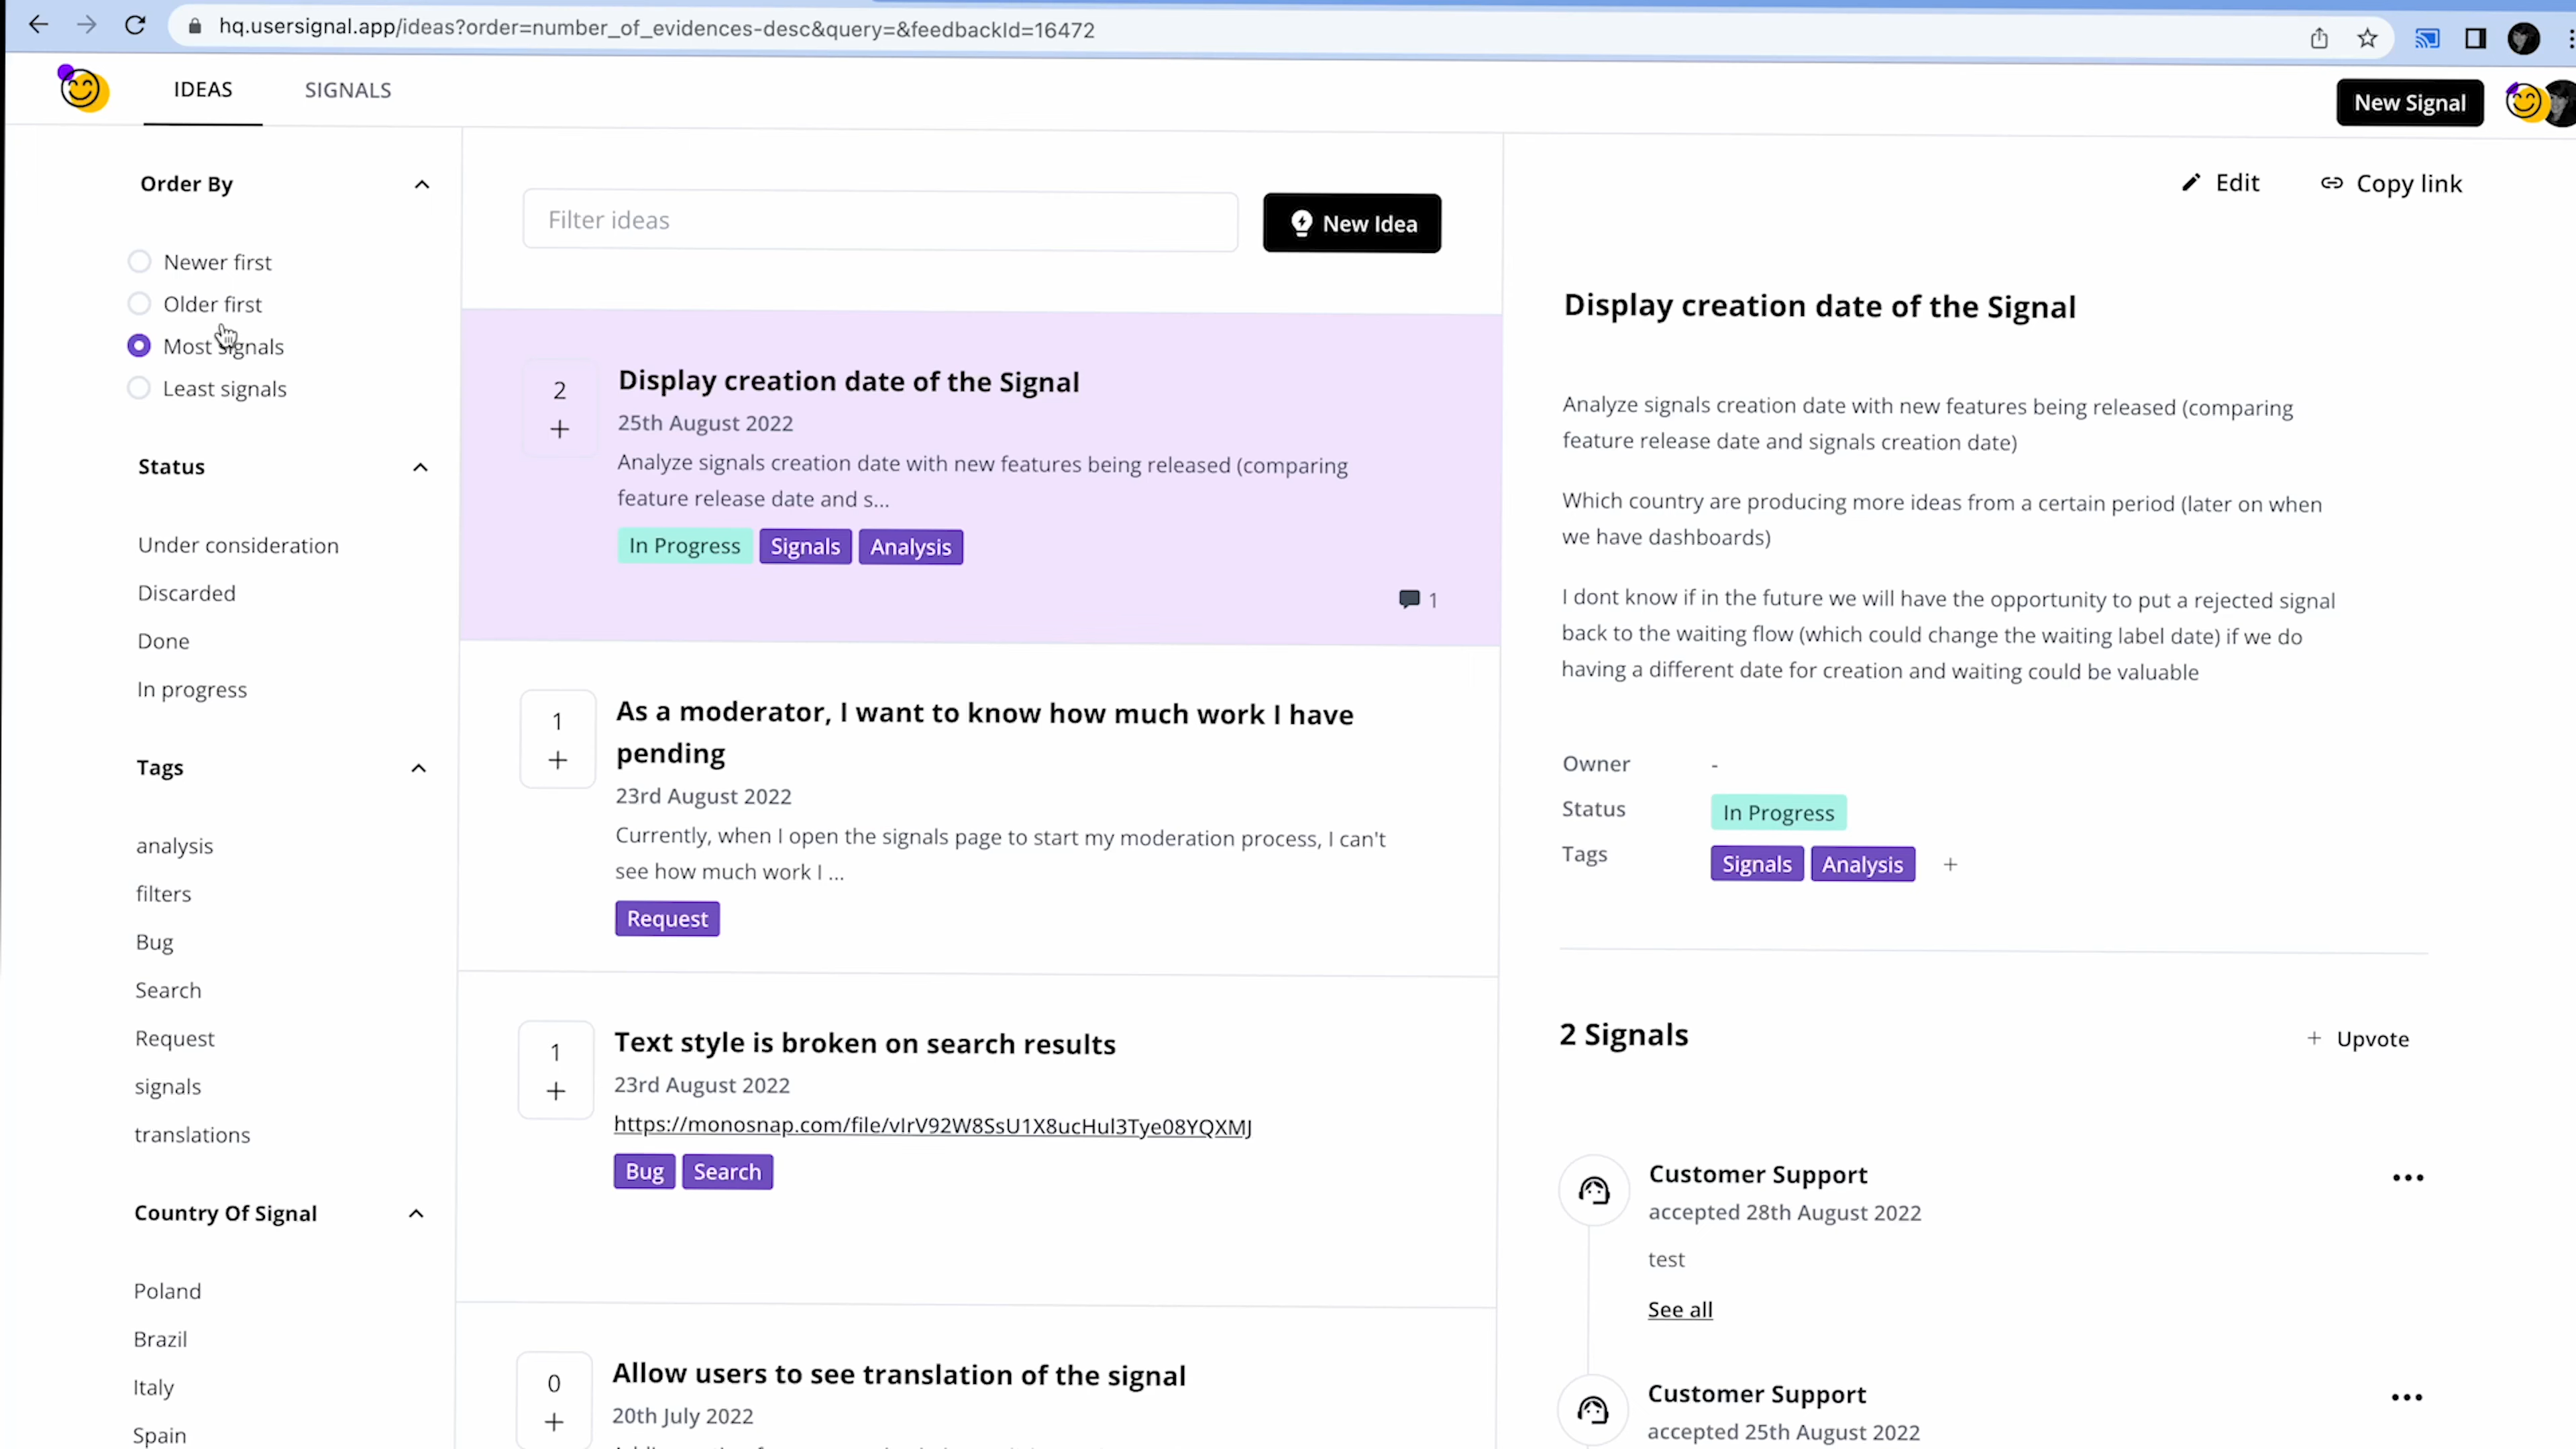 hq.usersignal.app/ideas?order=number_of_evidences-desc&query=&feedbackId=16472
IDEAS
SIGNALS
New Signal
Order By
Newer first
Older first
Most signals
Least signals
Status
Under consideration
Discarded
Done
In progress
Tags
analysis
filters
Bug
Search
Request
signals
translations
Country Of Signal
Poland
Brazil
Italy
Spain
Filter ideas
New Idea
2
+
Display creation date of the Signal
25th August 2022
Analyze signals creation date with new features being released (comparing
feature release date and s...
In Progress Signals Analysis
1
1
+
As a moderator, I want to know how much work I have
pending
23rd August 2022
Currently, when I open the signals page to start my moderation process, I can't
see how much work I ...
Request
1
+
Text style is broken on search results
23rd August 2022
https://monosnap.com/file/vIrV92W8SsU1X8ucHul3Tye08YQXMJ
Bug Search
0
+
Allow users to see translation of the signal
20th July 2022
Edit
Copy link
Display creation date of the Signal
Analyze signals creation date with new features being released (comparing
feature release date and signals creation date)
Which country are producing more ideas from a certain period (later on when
we have dashboards)
I dont know if in the future we will have the opportunity to put a rejected signal
back to the waiting flow (which could change the waiting label date) if we do
having a different date for creation and waiting could be valuable
Owner -
Status In Progress
Tags Signals Analysis +
2 Signals
+ Upvote
Customer Support
accepted 28th August 2022
test
See all
Customer Support
accepted 25th August 2022